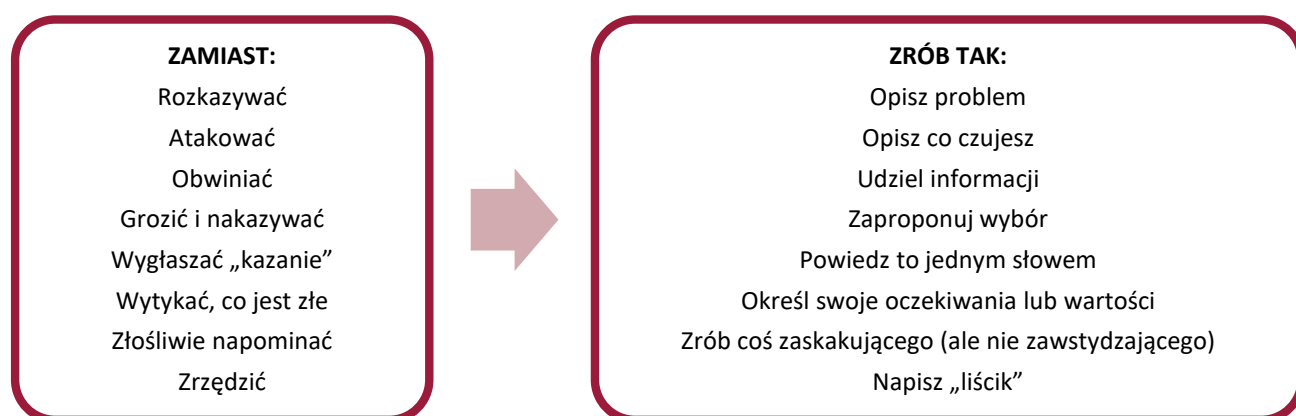 ZAMIAST:
Rozkazywać
Atakować
Obwiniać
Grozić i nakazywać
Wygłaszać „kazanie”
Wytykać, co jest złe
Złośliwie napominać
Zrzędzić
ZRÓB TAK:
Opisz problem
Opisz co czujesz
Udziel informacji
Zaproponuj wybór
Powiedz to jednym słowem
Określ swoje oczekiwania lub wartości
Zrób coś zaskakującego (ale nie zawstydzającego)
Napisz „liścik”